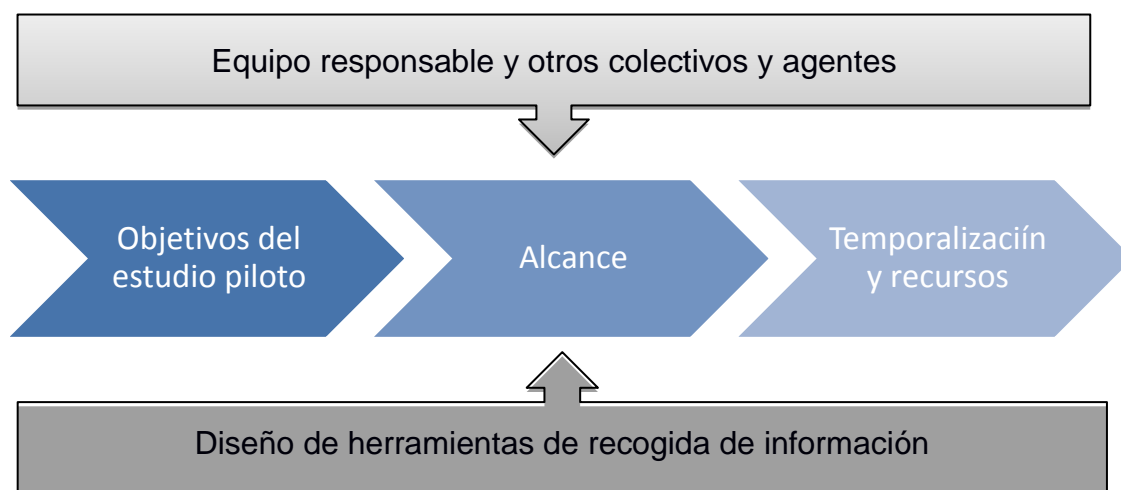 Equipo responsable y otros colectivos y agentes
Objetivos del
estudio piloto
Alcance
Temporalizaciín
y recursos
Diseño de herramientas de recogida de información